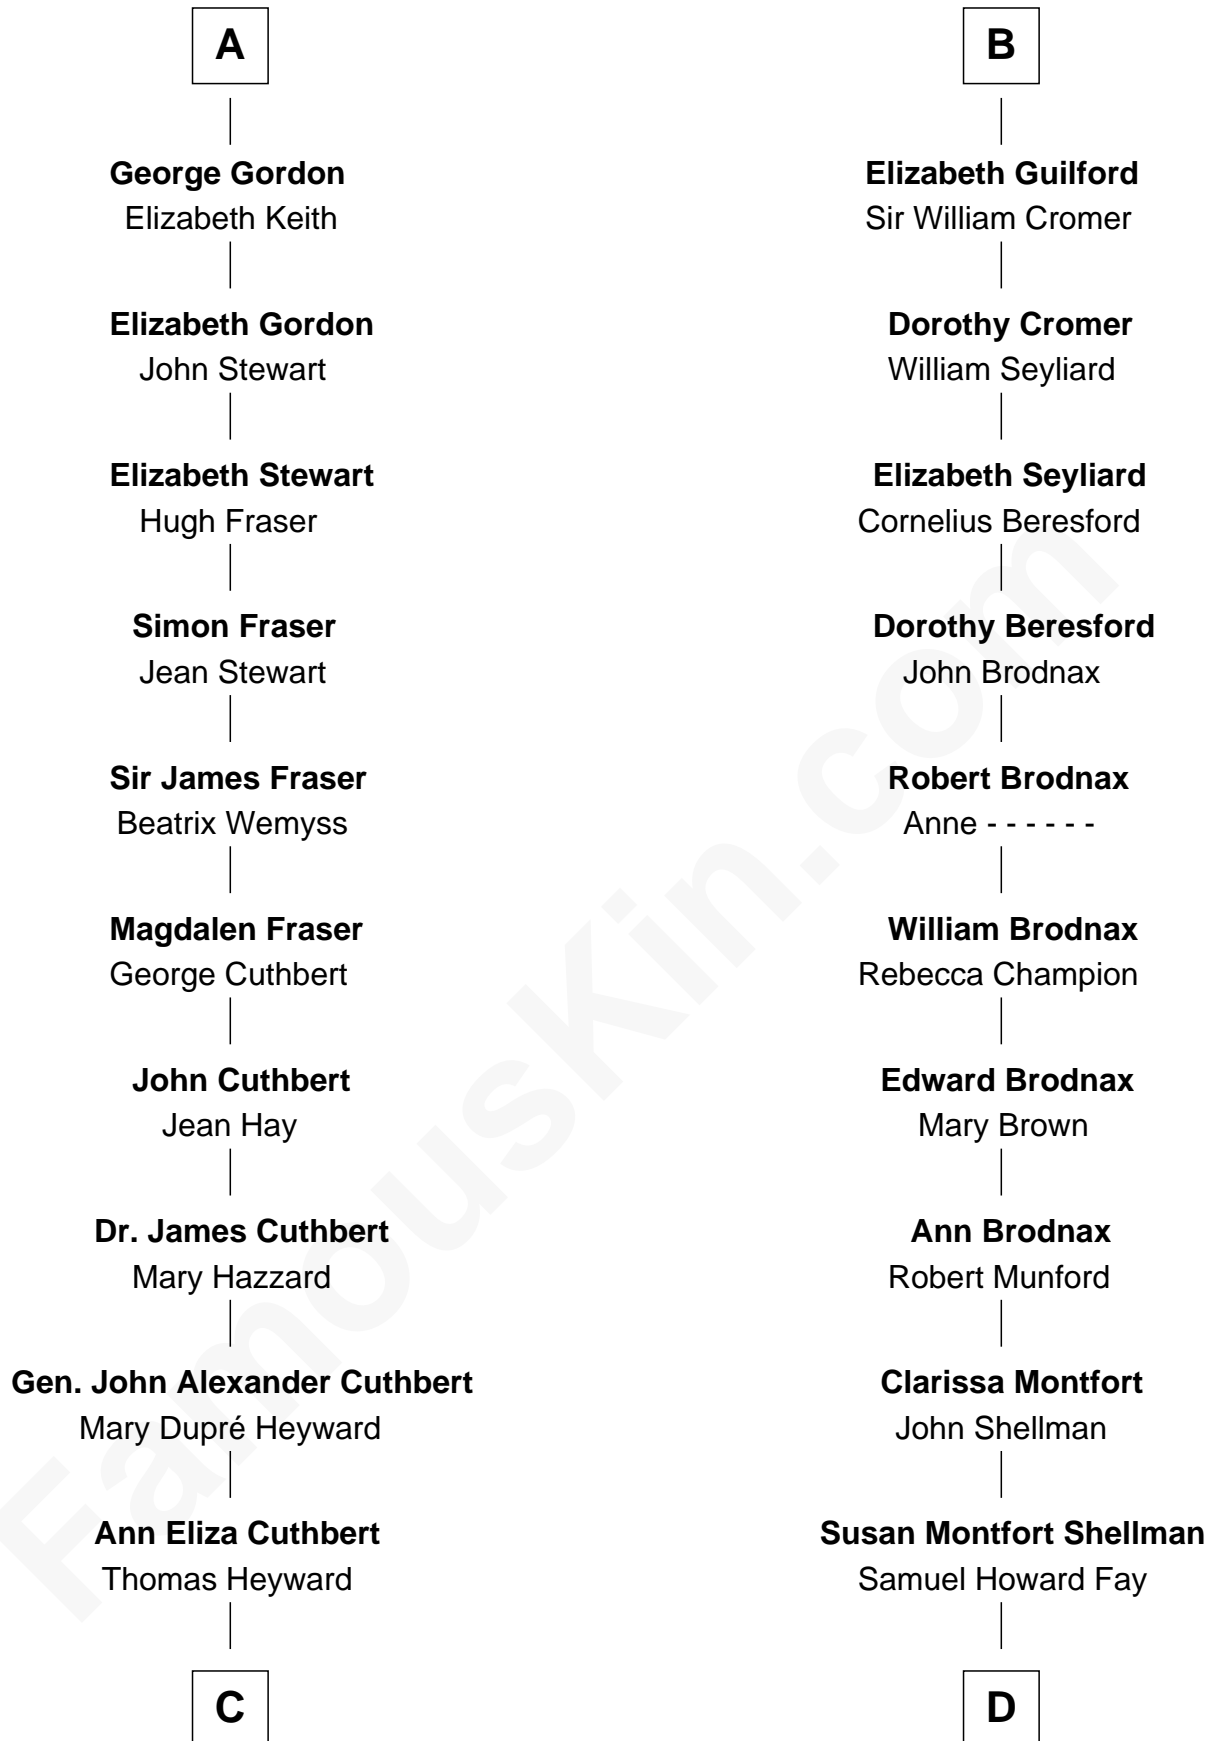 A
George Gordon
Elizabeth Keith
Elizabeth Gordon
John Stewart
Elizabeth Stewart
Hugh Fraser
Simon Fraser
Jean Stewart
Sir James Fraser
Beatrix Wemyss
Magdalen Fraser
George Cuthbert
John Cuthbert
Jean Hay
Dr. James Cuthbert
Mary Hazzard
Gen. John Alexander Cuthbert
Mary Dupré Heyward
Ann Eliza Cuthbert
Thomas Heyward
C
B
Elizabeth Guilford
Sir William Cromer
Dorothy Cromer
William Seyliard
Elizabeth Seyliard
Cornelius Beresford
Dorothy Beresford
John Brodnax
Robert Brodnax
Anne - - - - - -
William Brodnax
Rebecca Champion
Edward Brodnax
Mary Brown
Ann Brodnax
Robert Munford
Clarissa Montfort
John Shellman
Susan Montfort Shellman
Samuel Howard Fay
D
FamousKin.com